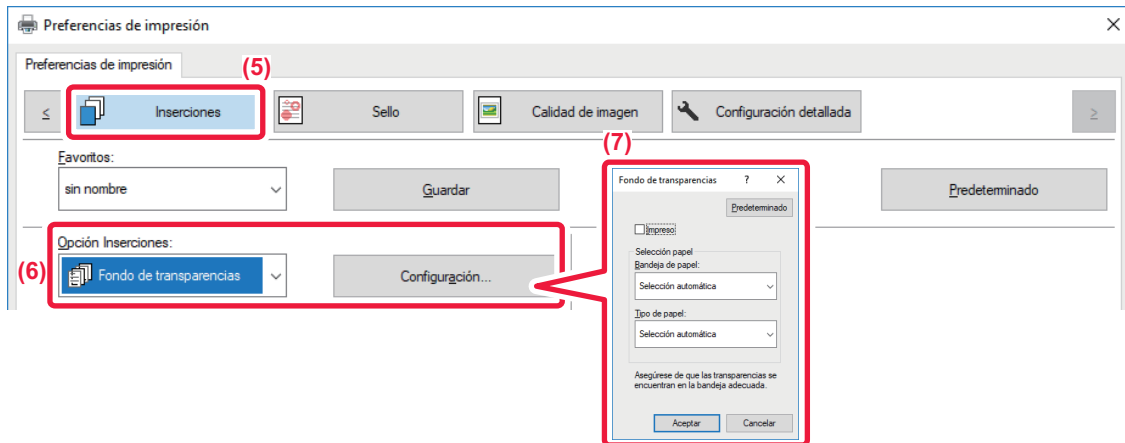 Preferencias de impresión
Preferencias de impresión
(5)
<
Inserciones
Sello
Calidad de imagen
Configuración detallada
>
(7)
Favoritos:
sin nombre
Guardar
Predeterminado
(6)
Opción Inserciones:
Fondo de transparencias
Configuración...
Fondo de transparencias ?
Predeterminado
Impreso
Selección papel
Bandeja de papel:
Selección automática
Tipo de papel:
Selección automática
Asegúrese de que las transparencias se
encuentran en la bandeja adecuada.
Aceptar
Cancelar